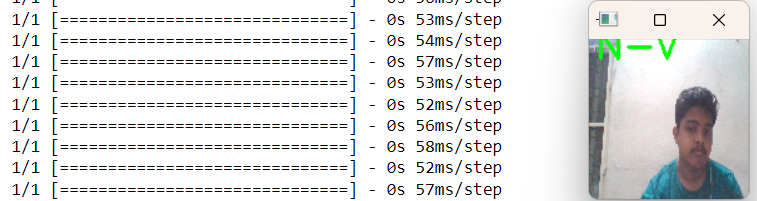 1/1 [==============================] - 0s 53ms/step
1/1 [==============================] - 0s 54ms/step
1/1 [==============================] - 0s 57ms/step
1/1 [==============================] - 0s 53ms/step
1/1 [==============================] - 0s 52ms/step
1/1 [==============================] - 0s 56ms/step
1/1 [==============================] - 0s 58ms/step
1/1 [==============================] - 0s 52ms/step
1/1 [==============================] - 0s 57ms/step
N-V